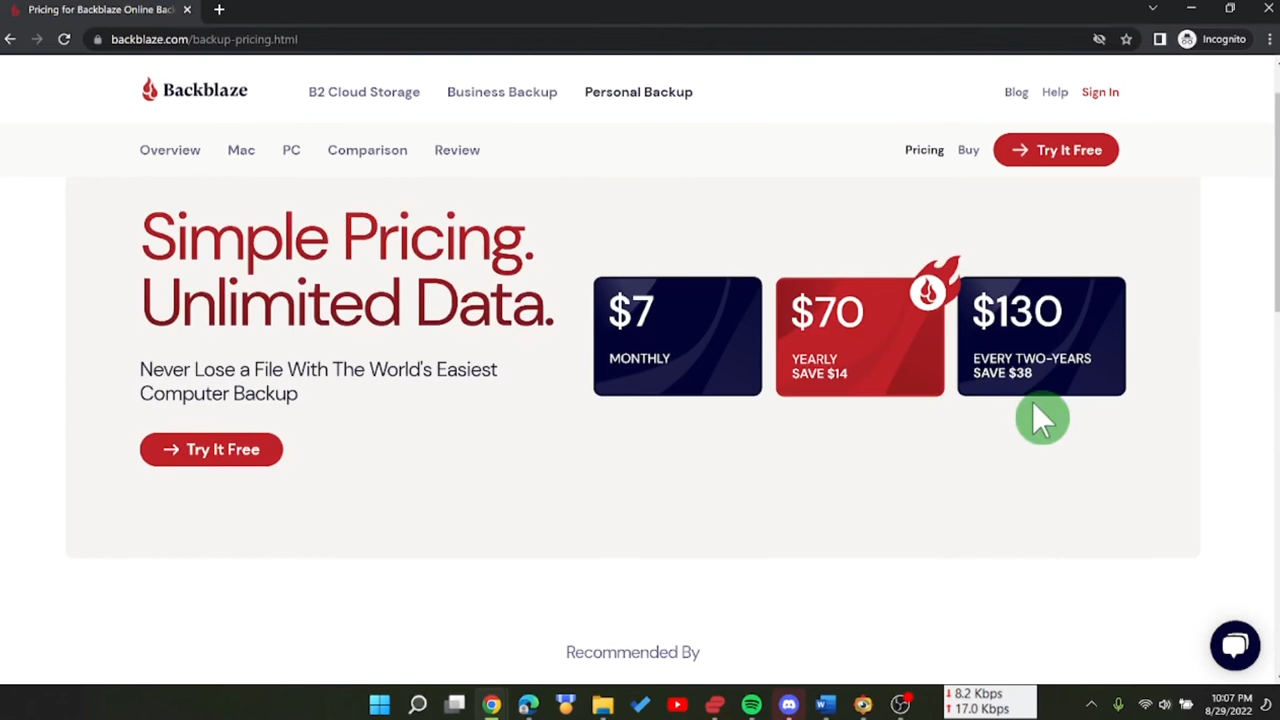 Pricing for Backblaze Online Bac
backblaze.com/backup-pricing.html
Incognito
Backblaze
B2 Cloud Storage
Business Backup
Personal Backup
Blog
Help
Sign In
Overview
Mac
PC
Comparison
Review
Pricing
Buy
→ Try It Free
Simple Pricing.
Unlimited Data.
Never Lose a File With The World's Easiest
Computer Backup
→ Try It Free
$7
MONTHLY
$70
YEARLY
SAVE $14
$130
EVERY TWO-YEARS
SAVE $38
Recommended By
↓ 8.2 Kbps
↑ 17.0 Kbps
10:07 PM
8/29/2022